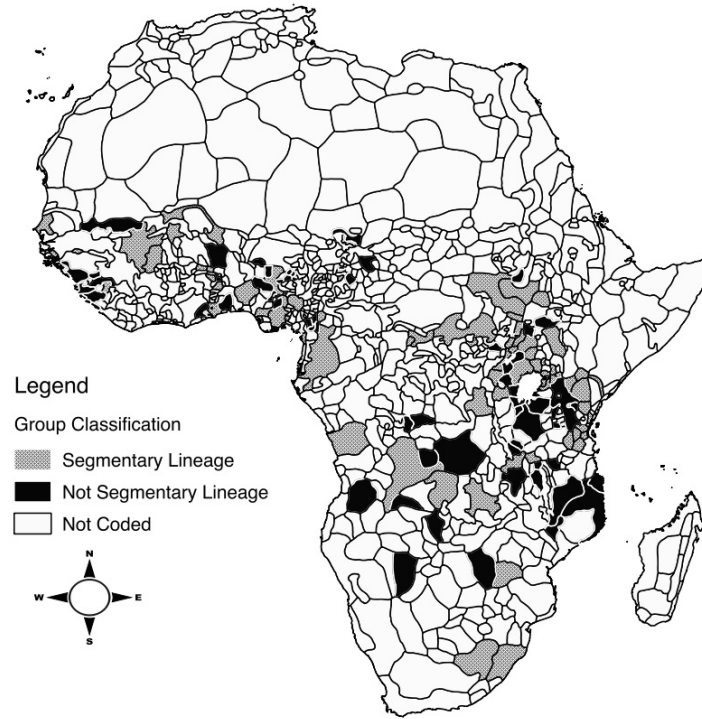 Legend
Group Classification
Segmentary Lineage
Not Segmentary Lineage
Not Coded
N
W E
S